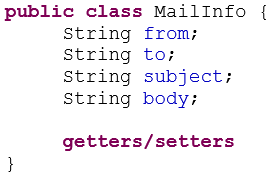 public class MailInfo {
String from;
String to;
String subject;
String body;
getters/setters
}